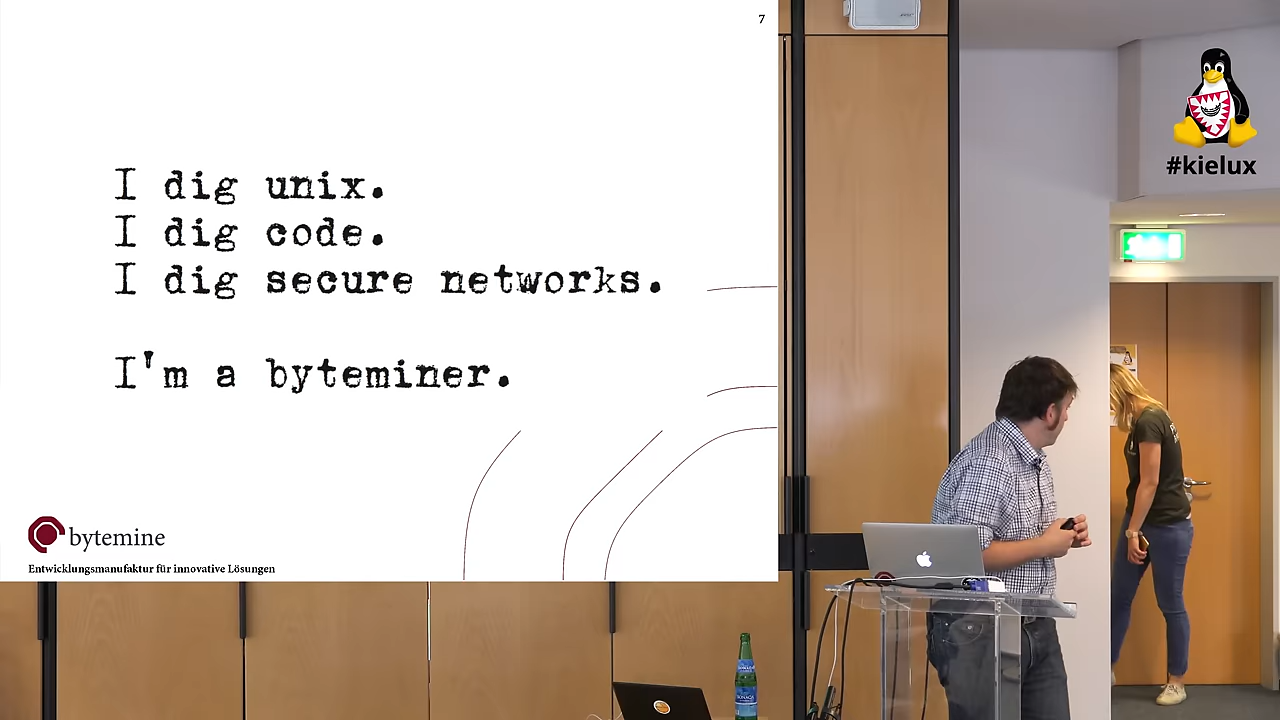 7
I dig unix.
I dig code.
I dig secure networks.
I'm a byteminer.
bytemine
Entwicklungsmanufaktur für innovative Lösungen
#kielux